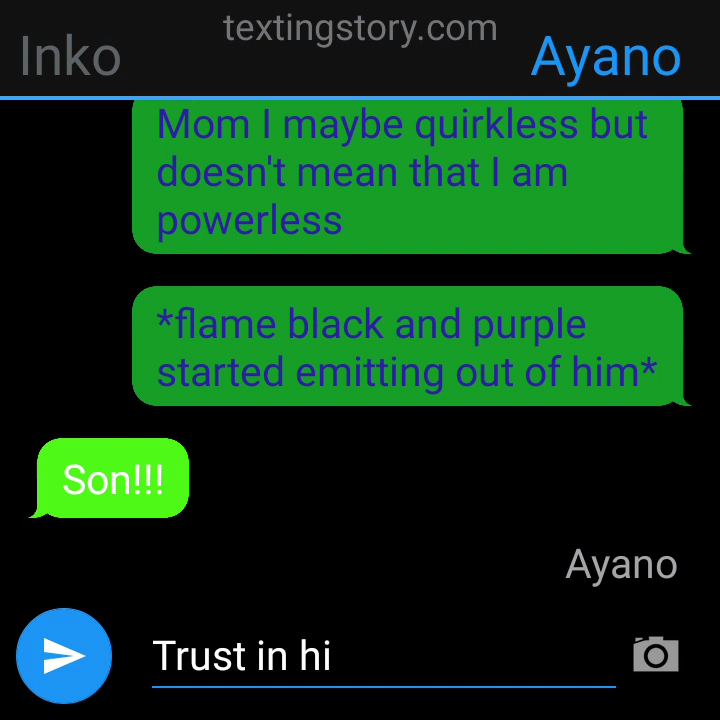 textingstory.com
Inko
Ayano
Mom I maybe quirkless but
doesn't mean that I am
powerless
*flame black and purple
started emitting out of him*
Son!!!
Ayano
Trust in hi